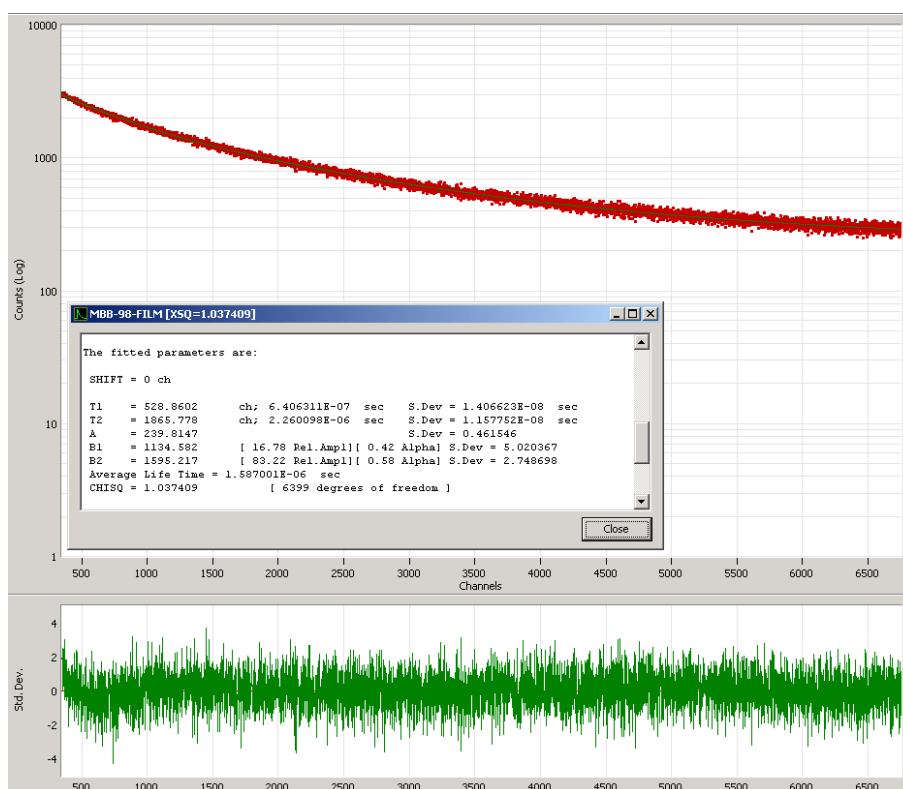 10000
1000
100
10
1
Counts (Log)
MBB-98-FILM [XSQ=1.037409]
The fitted parameters are:
SHIFT = 0 ch
T1 = 528.8602 ch; 6.406311E-07 sec S.Dev = 1.406623E-08 sec
T2 = 1865.778 ch; 2.260098E-06 sec S.Dev = 1.157752E-08 sec
A = 239.8147 S.Dev = 0.461546
B1 = 1134.582 [ 16.78 Rel.Ampl][ 0.42 Alpha] S.Dev = 5.020367
B2 = 1595.217 [ 83.22 Rel.Ampl][ 0.58 Alpha] S.Dev = 2.748698
Average Life Time = 1.587001E-06 sec
CHISQ = 1.037409 [ 6399 degrees of freedom ]
Close
500 1000 1500 2000 2500 3000 3500 4000 4500 5000 5500 6000 6500
Channels
4
2
0
-2
-4
Std. Dev.
500 1000 1500 2000 2500 3000 3500 4000 4500 5000 5500 6000 6500